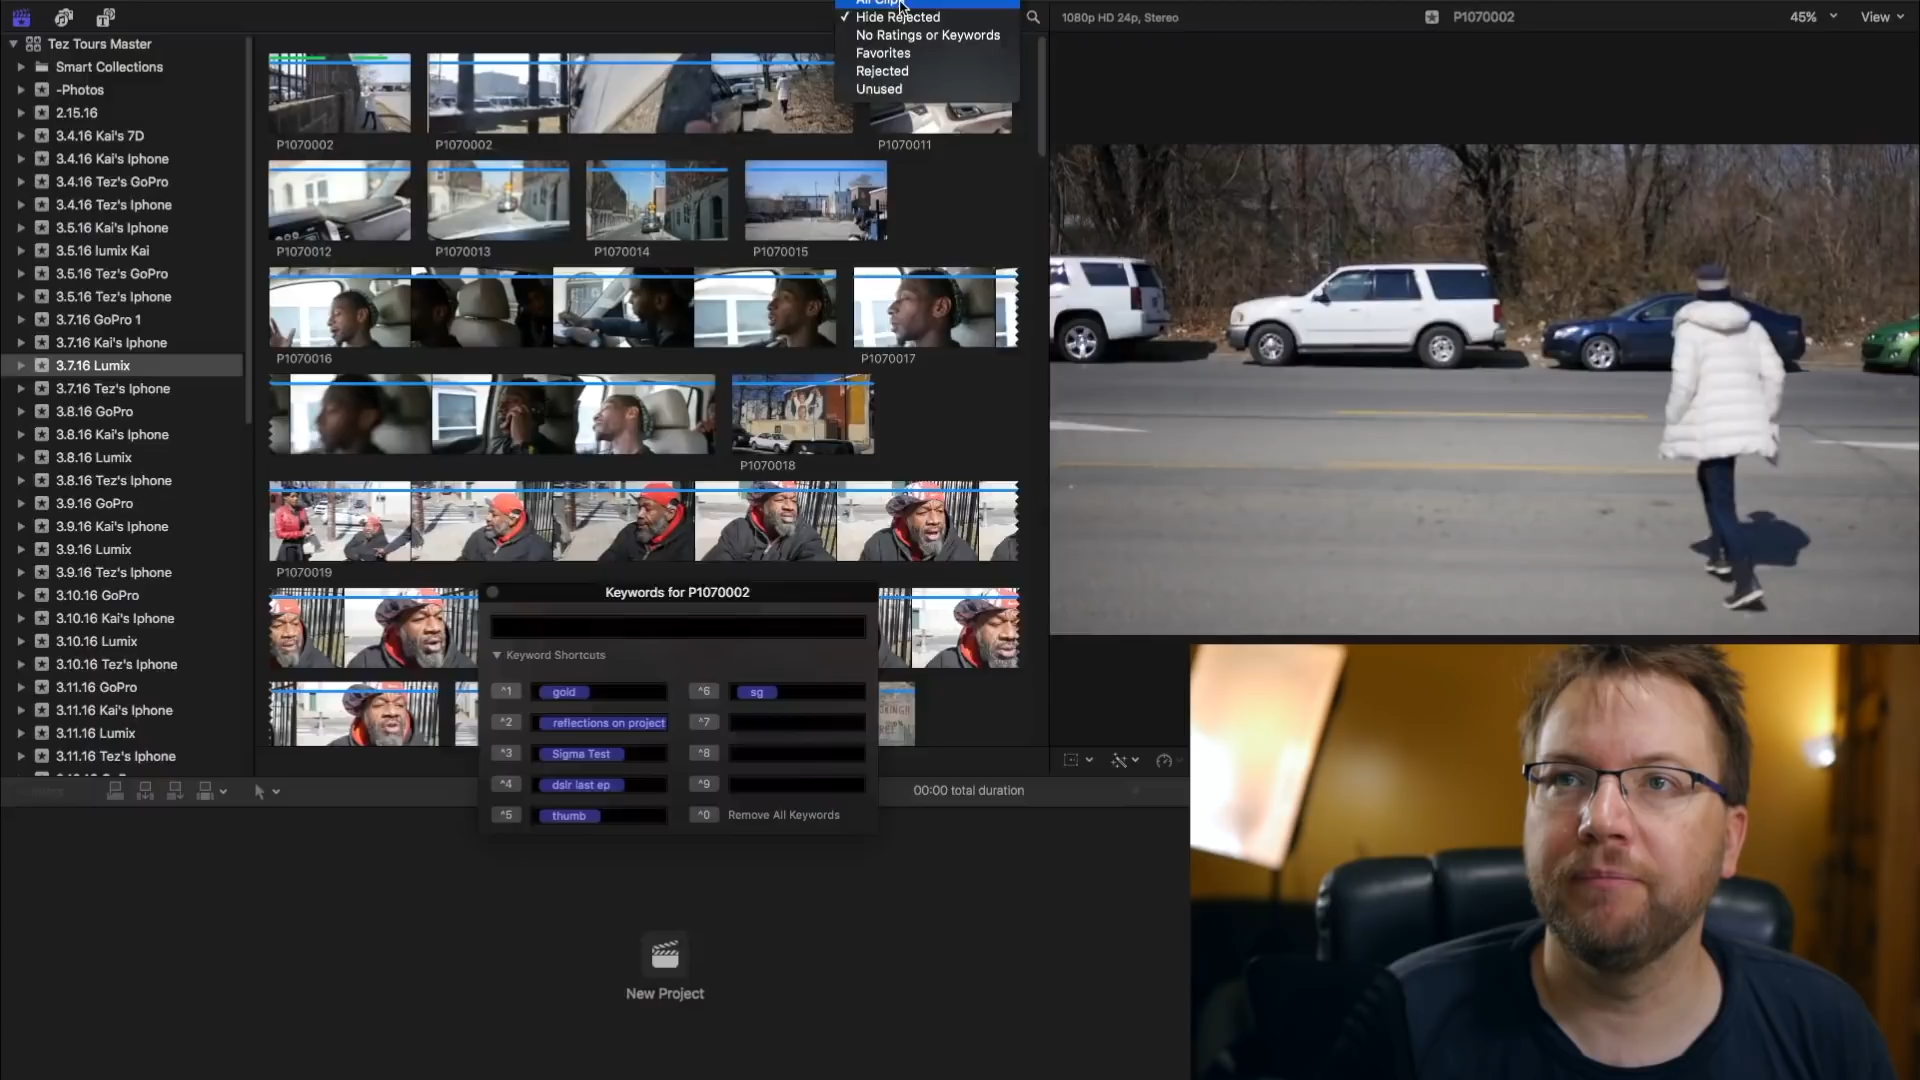 All Clips
Hide Rejected
No Ratings or Keywords
Favorites
Rejected
Unused
1080p HD 24p, Stereo
P1070002
45%
View
Tez Tours Master
Smart Collections
-Photos
2.15.16
3.4.16 Kai's 7D
3.4.16 Kai's Iphone
3.4.16 Tez's GoPro
3.4.16 Tez's Iphone
3.5.16 Kai's Iphone
3.5.16 lumix Kai
3.5.16 Tez's GoPro
3.5.16 Tez's Iphone
3.7.16 GoPro 1
3.7.16 Kai's Iphone
3.7.16 Lumix
3.7.16 Tez's Iphone
3.8.16 GoPro
3.8.16 Kai's Iphone
3.8.16 Lumix
3.8.16 Tez's Iphone
3.9.16 GoPro
3.9.16 Kai's Iphone
3.9.16 Lumix
3.9.16 Tez's Iphone
3.10.16 GoPro
3.10.16 Kai's Iphone
3.10.16 Lumix
3.10.16 Tez's Iphone
3.11.16 GoPro
3.11.16 Kai's Iphone
3.11.16 Lumix
3.11.16 Tez's Iphone
P1070002
P1070002
P1070011
P1070012
P1070013
P1070014
P1070015
P1070016
P1070017
P1070018
P1070019
Keywords for P1070002
Keyword Shortcuts
^1 gold
^2 reflections on project
^3 Sigma Test
^4 dslr last ep
^5 thumb
^6 sg
^7
^8
^9
^0 Remove All Keywords
00:00 total duration
New Project